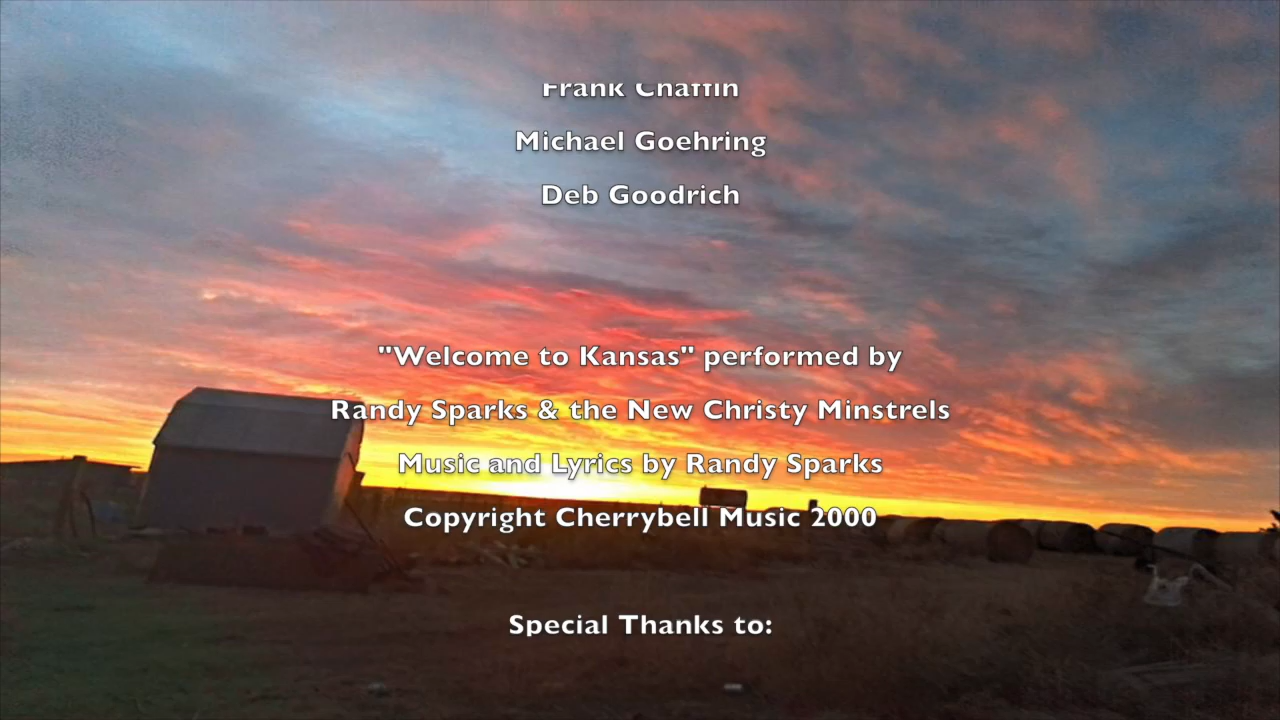 Frank Chaffin
Michael Goehring
Deb Goodrich
"Welcome to Kansas" performed by
Randy Sparks & the New Christy Minstrels
Music and Lyrics by Randy Sparks
Copyright Cherrybell Music 2000
Special Thanks to: